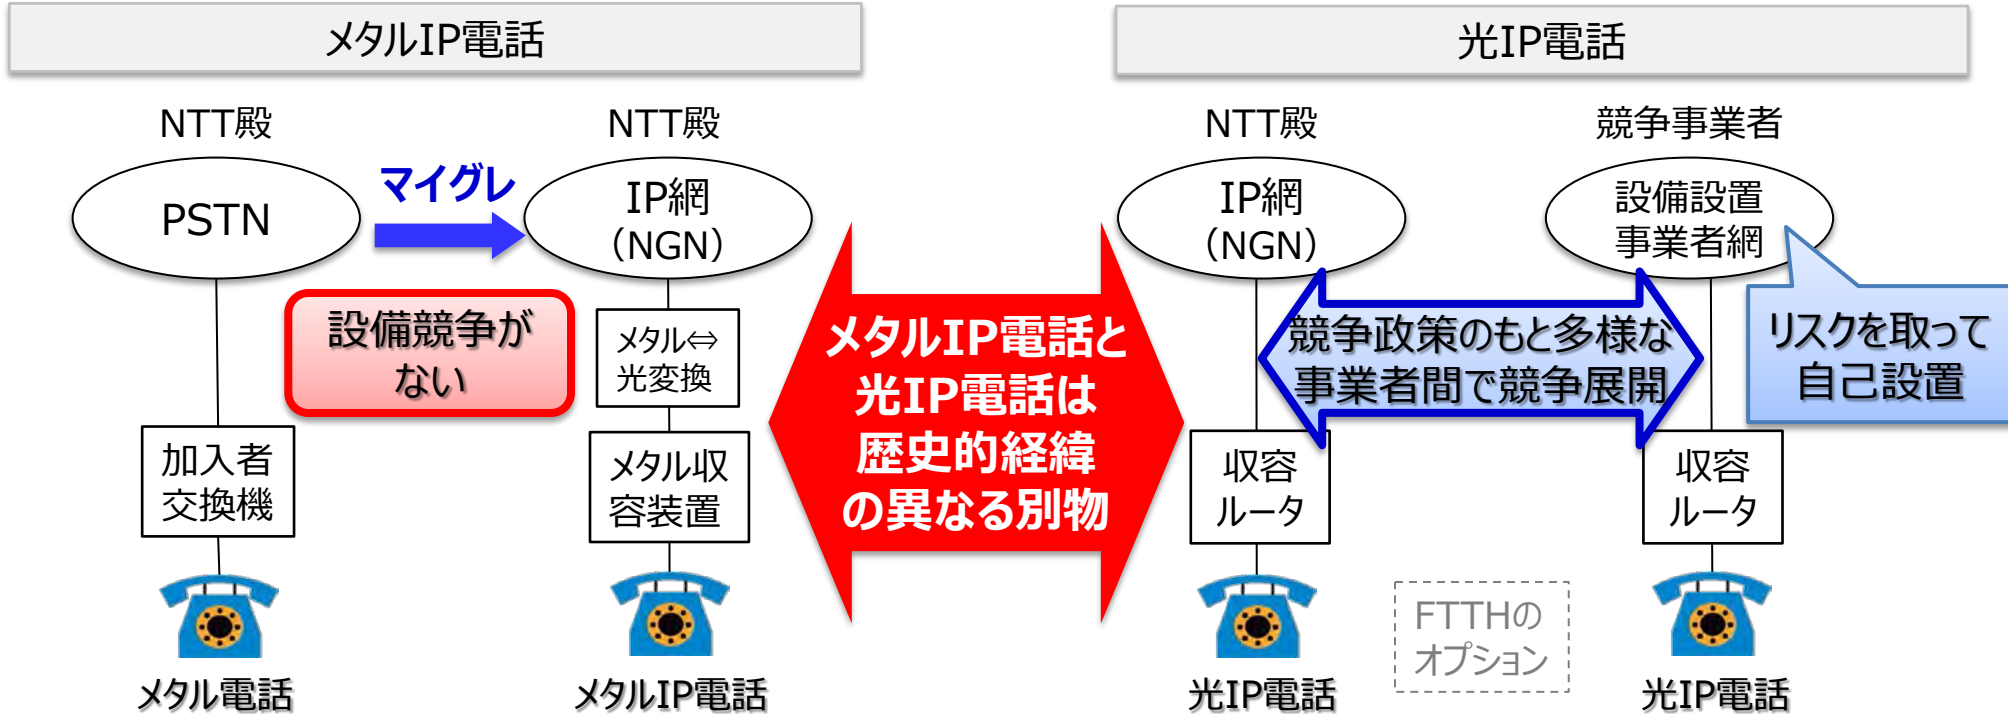 メタルIP電話
光IP電話
NTT殿
NTT殿
NTT殿
競争事業者
PSTN
マイグレ
IP網
（NGN）
IP網
（NGN）
設備設置
事業者網
設備競争が
ない
メタル⇔
光変換
メタルIP電話と
光IP電話は
歴史的経緯
の異なる別物
競争政策のもと多様な
事業者間で競争展開
リスクを取って
自己設置
加入者
交換機
メタル収
容装置
収容
ルータ
収容
ルータ
FTTHの
オプション
メタル電話
メタルIP電話
光IP電話
光IP電話